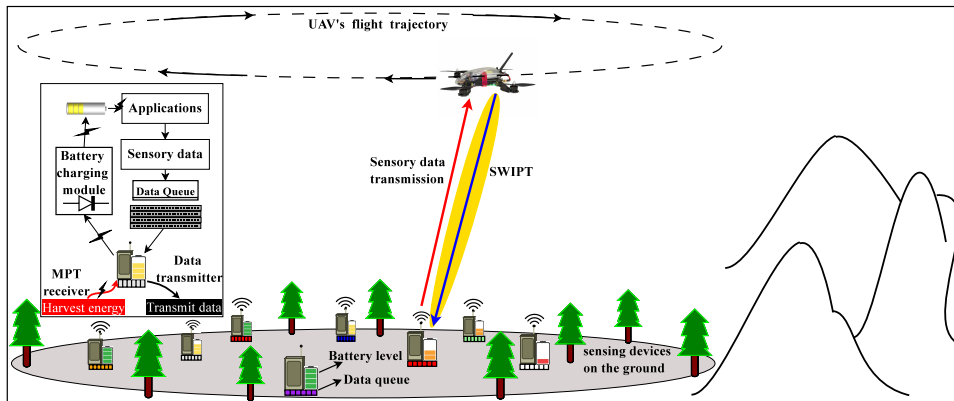 UAV's flight trajectory
Applications
Sensory data
Data Queue
Battery
charging
module
MPT
receiver
Data
transmitter
Harvest energy
Transmit data
Sensory data
transmission
SWIPT
Battery level
Data queue
sensing devices
on the ground